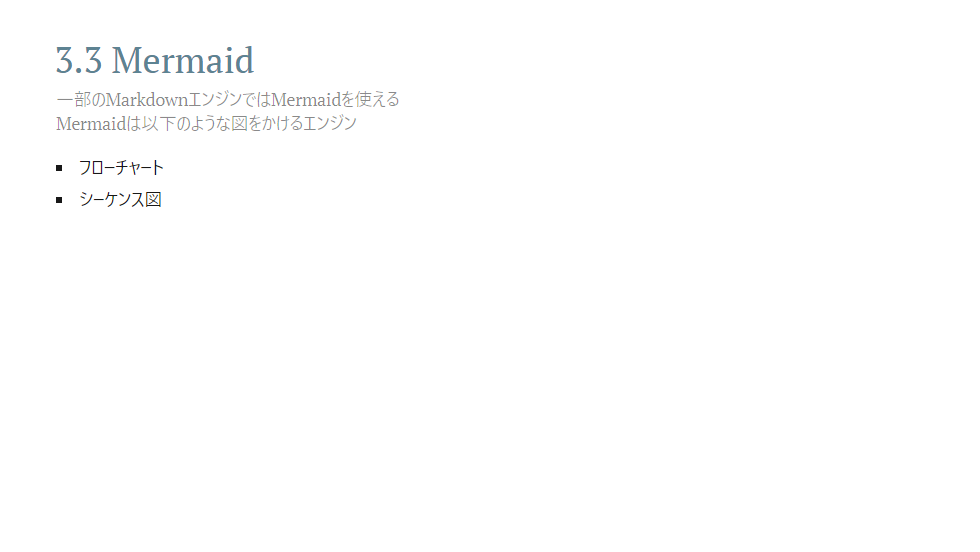 3.3 Mermaid
一部のMarkdownエンジンではMermaidを使える
Mermaidは以下のような図をかけるエンジン
▪ フローチャート
▪ シーケンス図